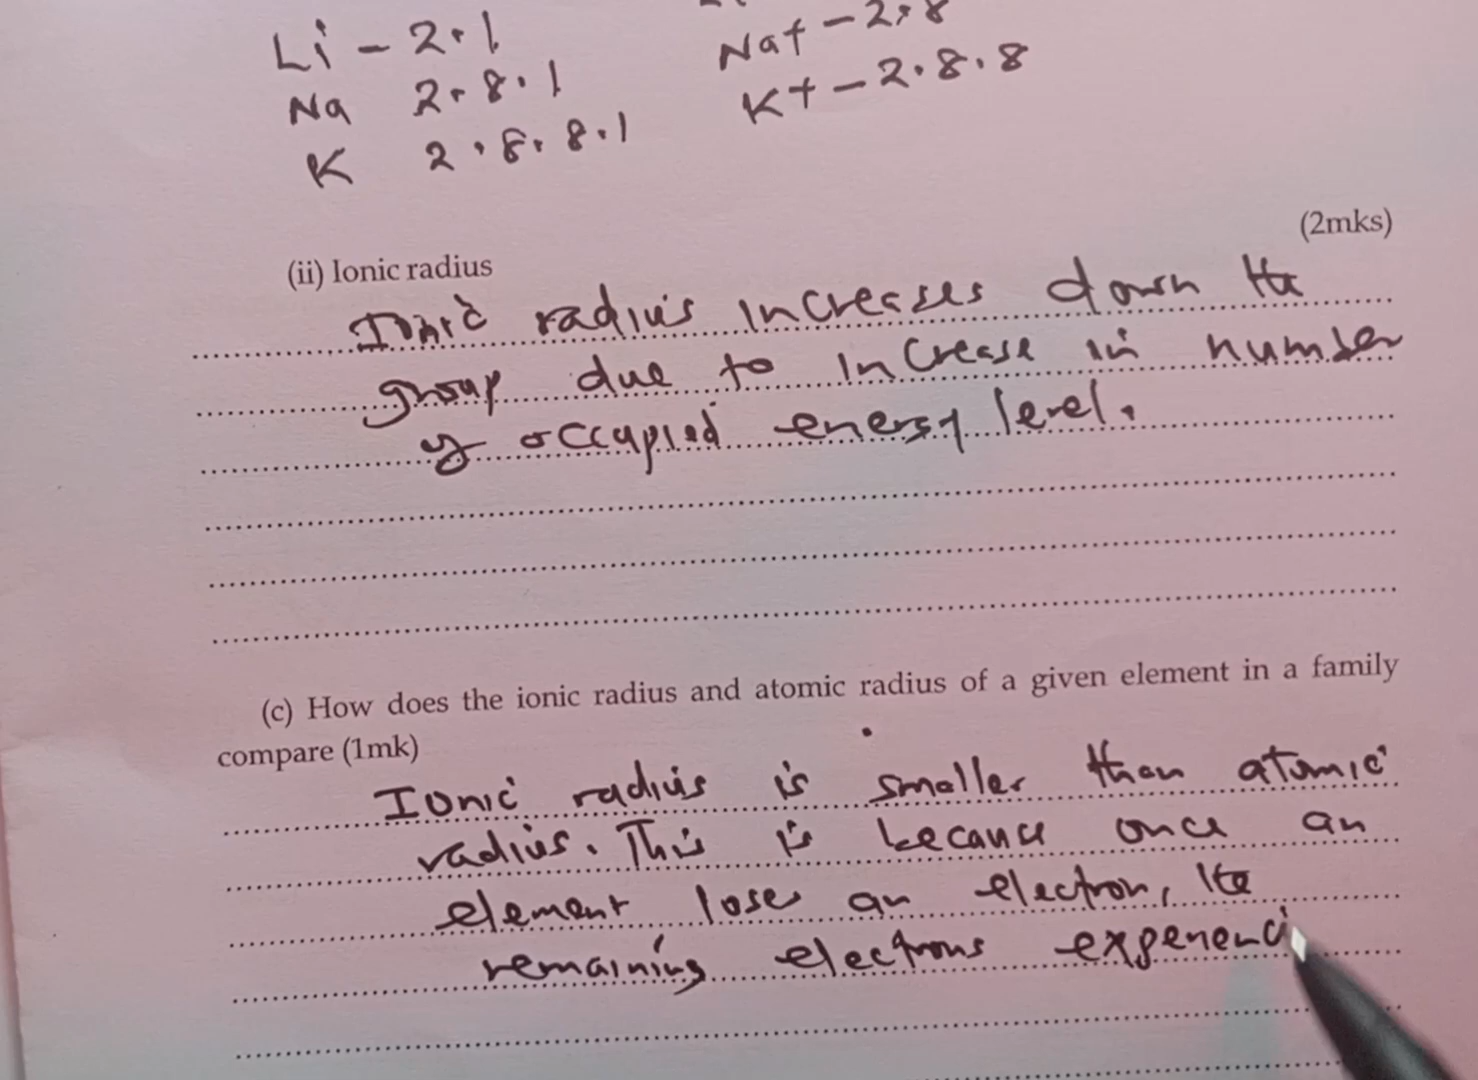 Li - 2.1
Na+ - 2.8
Na 2.8.1
K+ - 2.8.8
K 2.8.8.1
(2mks)
(ii) Ionic radius
Ionic radius increases down the
group due to increase in number
of occupied energy level.
(c) How does the ionic radius and atomic radius of a given element in a family
compare (1mk)
Ionic radius is smaller than atomic
radius. This is because once an
element loses an electron, the
remaining electrons experienc